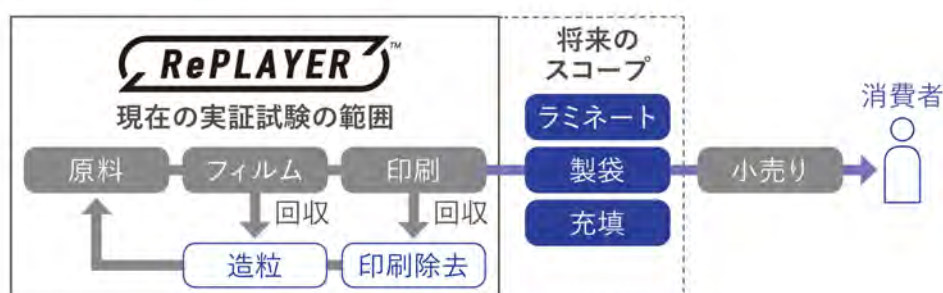 RePLAYER™
現在の実証試験の範囲
将来の
スコープ
消費者
ラミネート
原料
フィルム
印刷
製袋
小売り
回収
回収
充填
造粒
印刷除去